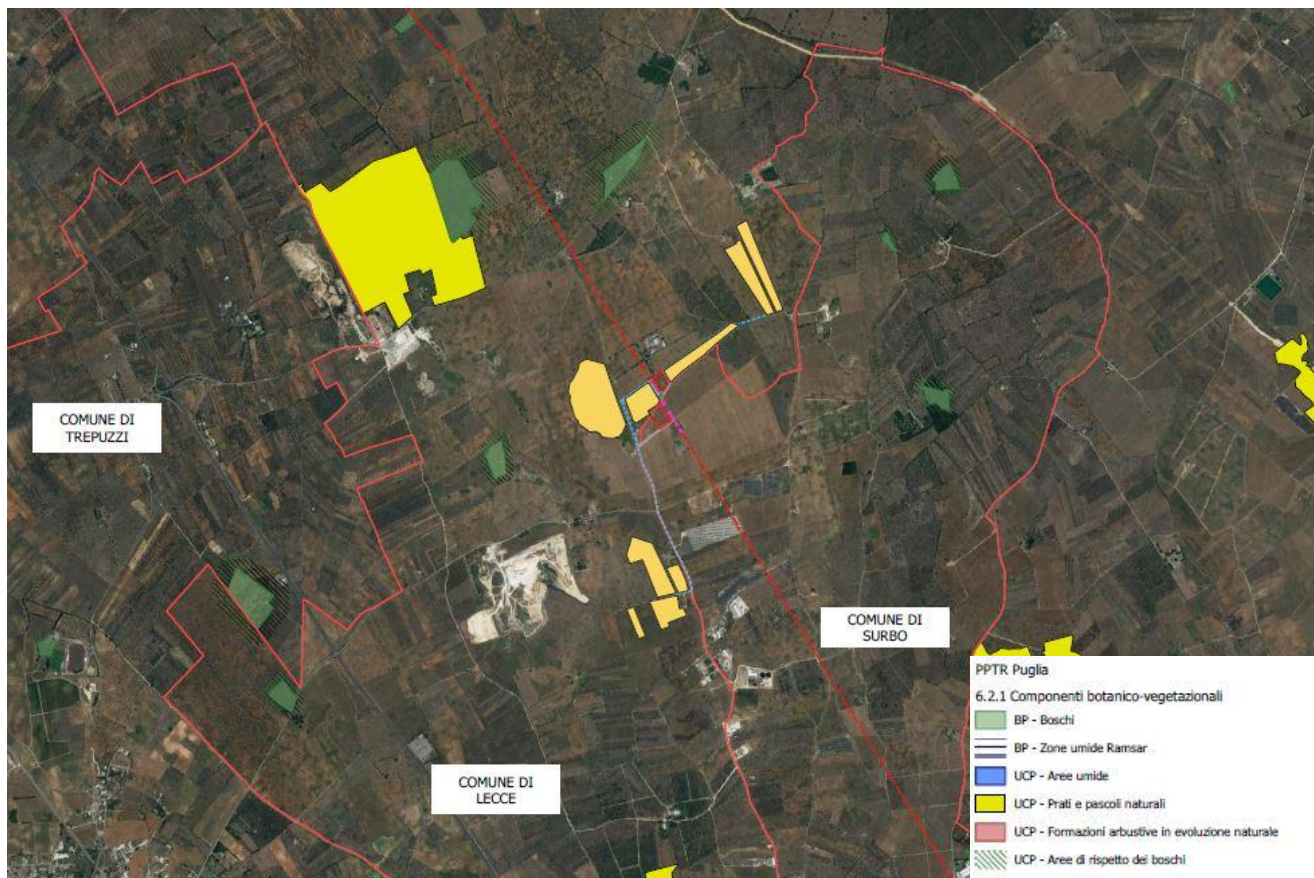 COMUNE DI
TREPUZZI
COMUNE DI
SURBO
COMUNE DI
LECCE
PPTR Puglia
6.2.1 Componenti botanico-vegetazionali
BP - Boschi
BP - Zone umide Ramsar
UCP - Aree umide
UCP - Prati e pascoli naturali
UCP - Formazioni arbustive in evoluzione naturale
UCP - Aree di rispetto dei boschi